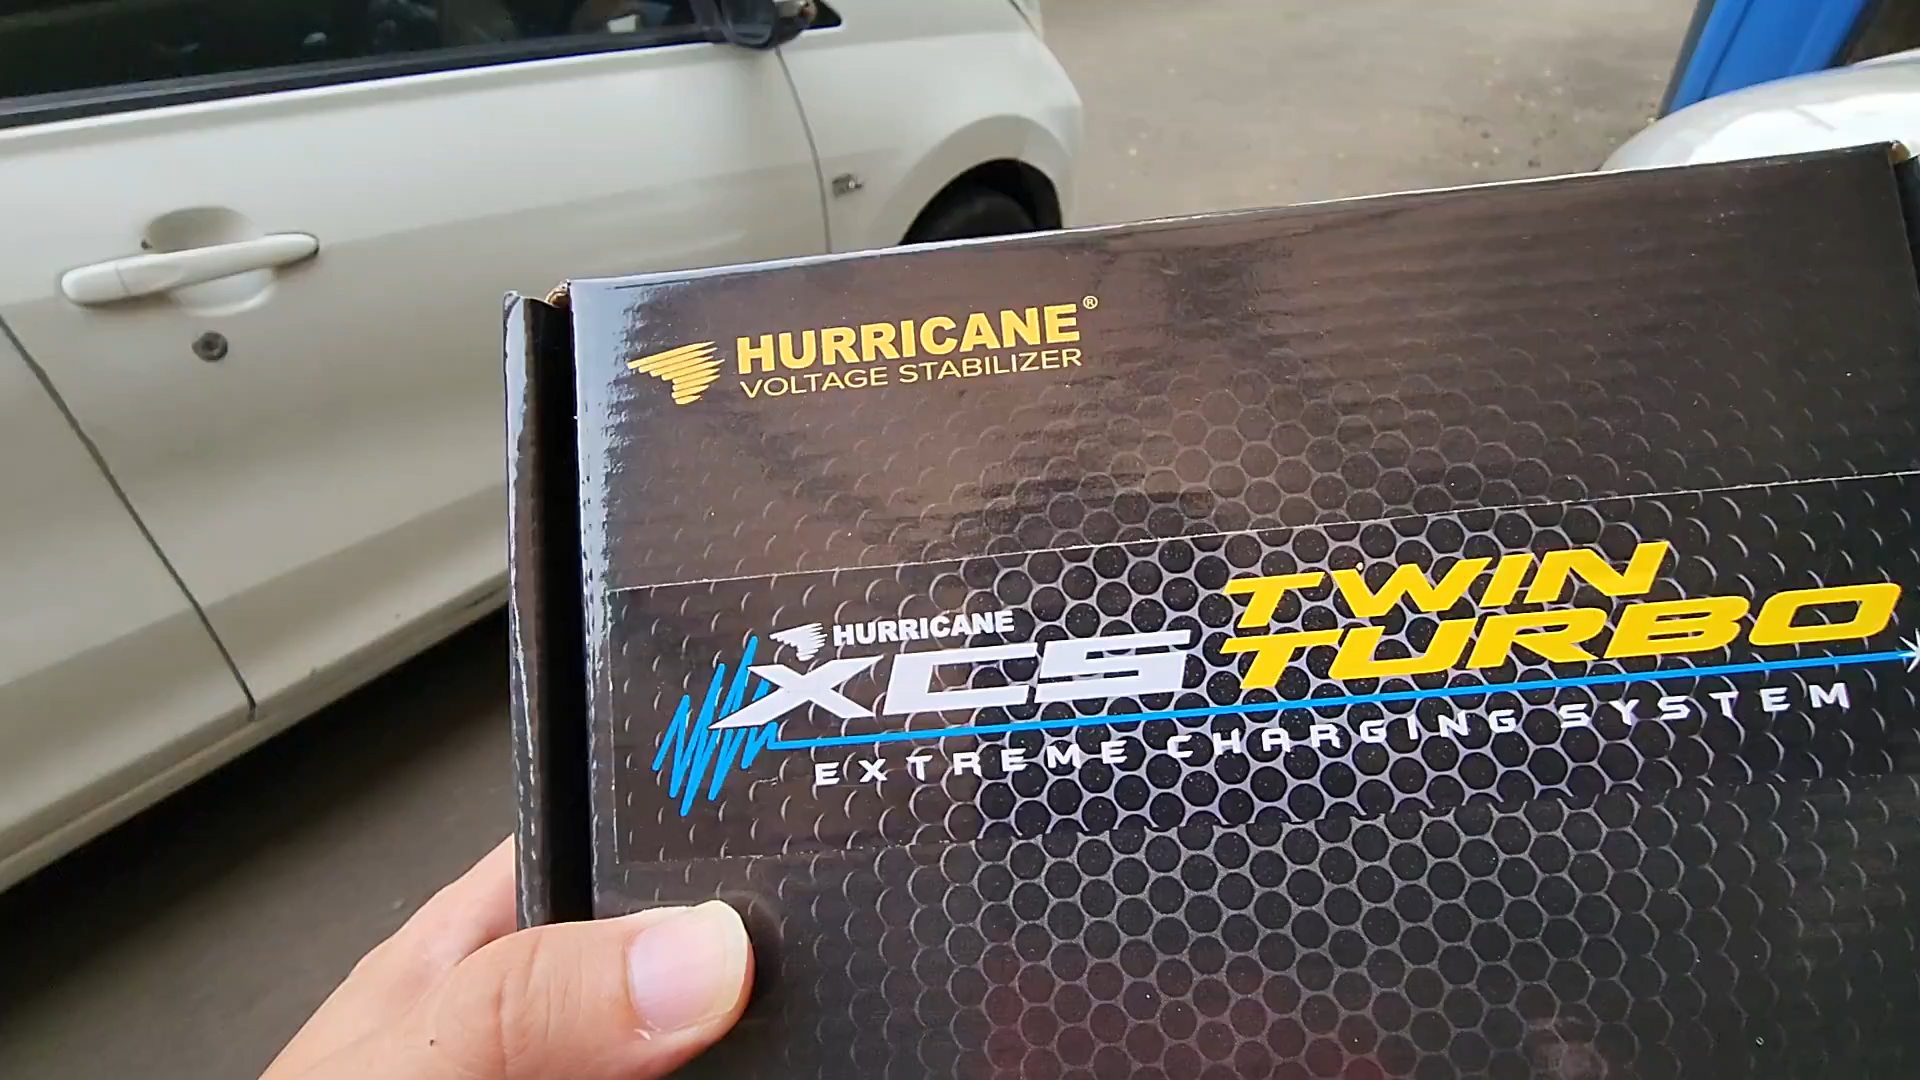 HURRICANE®
VOLTAGE STABILIZER
HURRICANE
XCS TWIN TURBO
EXTREME CHARGING SYSTEM